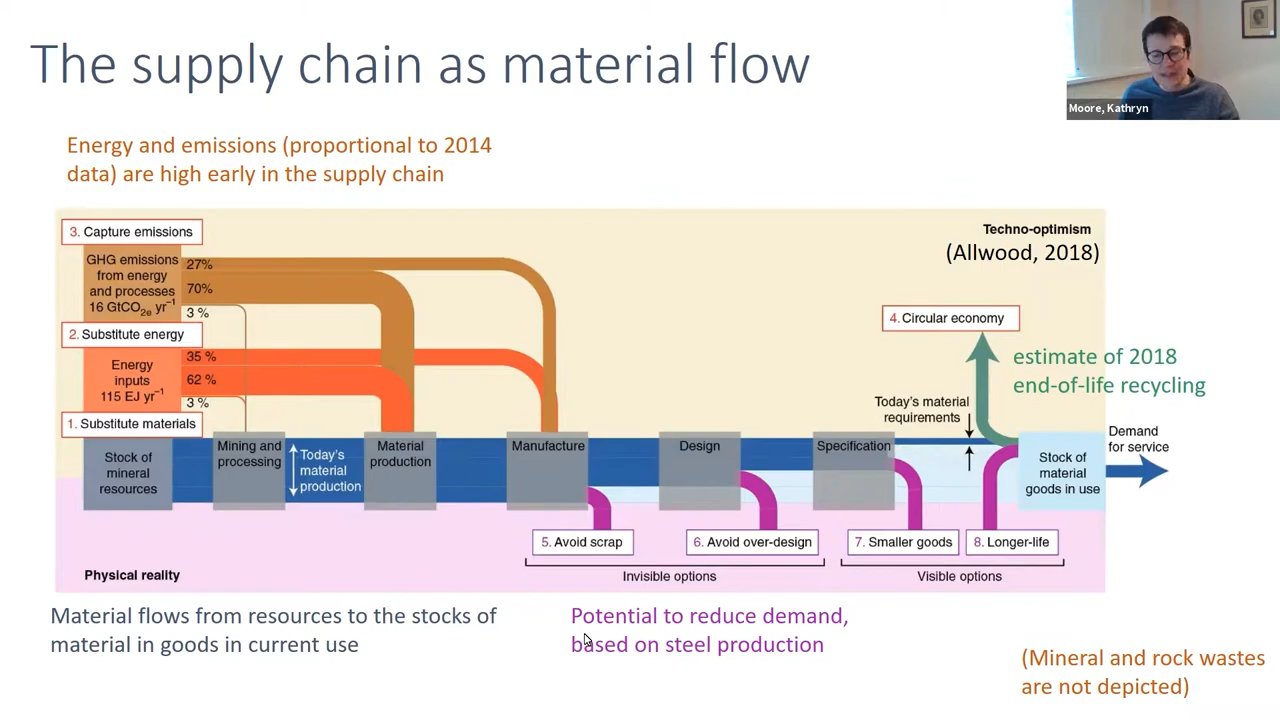 The supply chain as material flow
Moore, Kathryn
Energy and emissions (proportional to 2014
data) are high early in the supply chain
3. Capture emissions
GHG emissions
from energy
and processes
16 GtCO2e yr−1
27%
70%
3 %
2. Substitute energy
Energy
inputs
115 EJ yr−1
35 %
62 %
3 %
1. Substitute materials
Techno-optimism
(Allwood, 2018)
4. Circular economy
estimate of 2018
end-of-life recycling
Today's material
requirements
Stock of
mineral
resources
Mining and
processing
Today's
material
production
Material
production
Manufacture
Design
Specification
Stock of
material
goods in use
Demand
for service
5. Avoid scrap
6. Avoid over-design
7. Smaller goods
8. Longer-life
Invisible options
Visible options
Physical reality
Material flows from resources to the stocks of
material in goods in current use
Potential to reduce demand,
based on steel production
(Mineral and rock wastes
are not depicted)